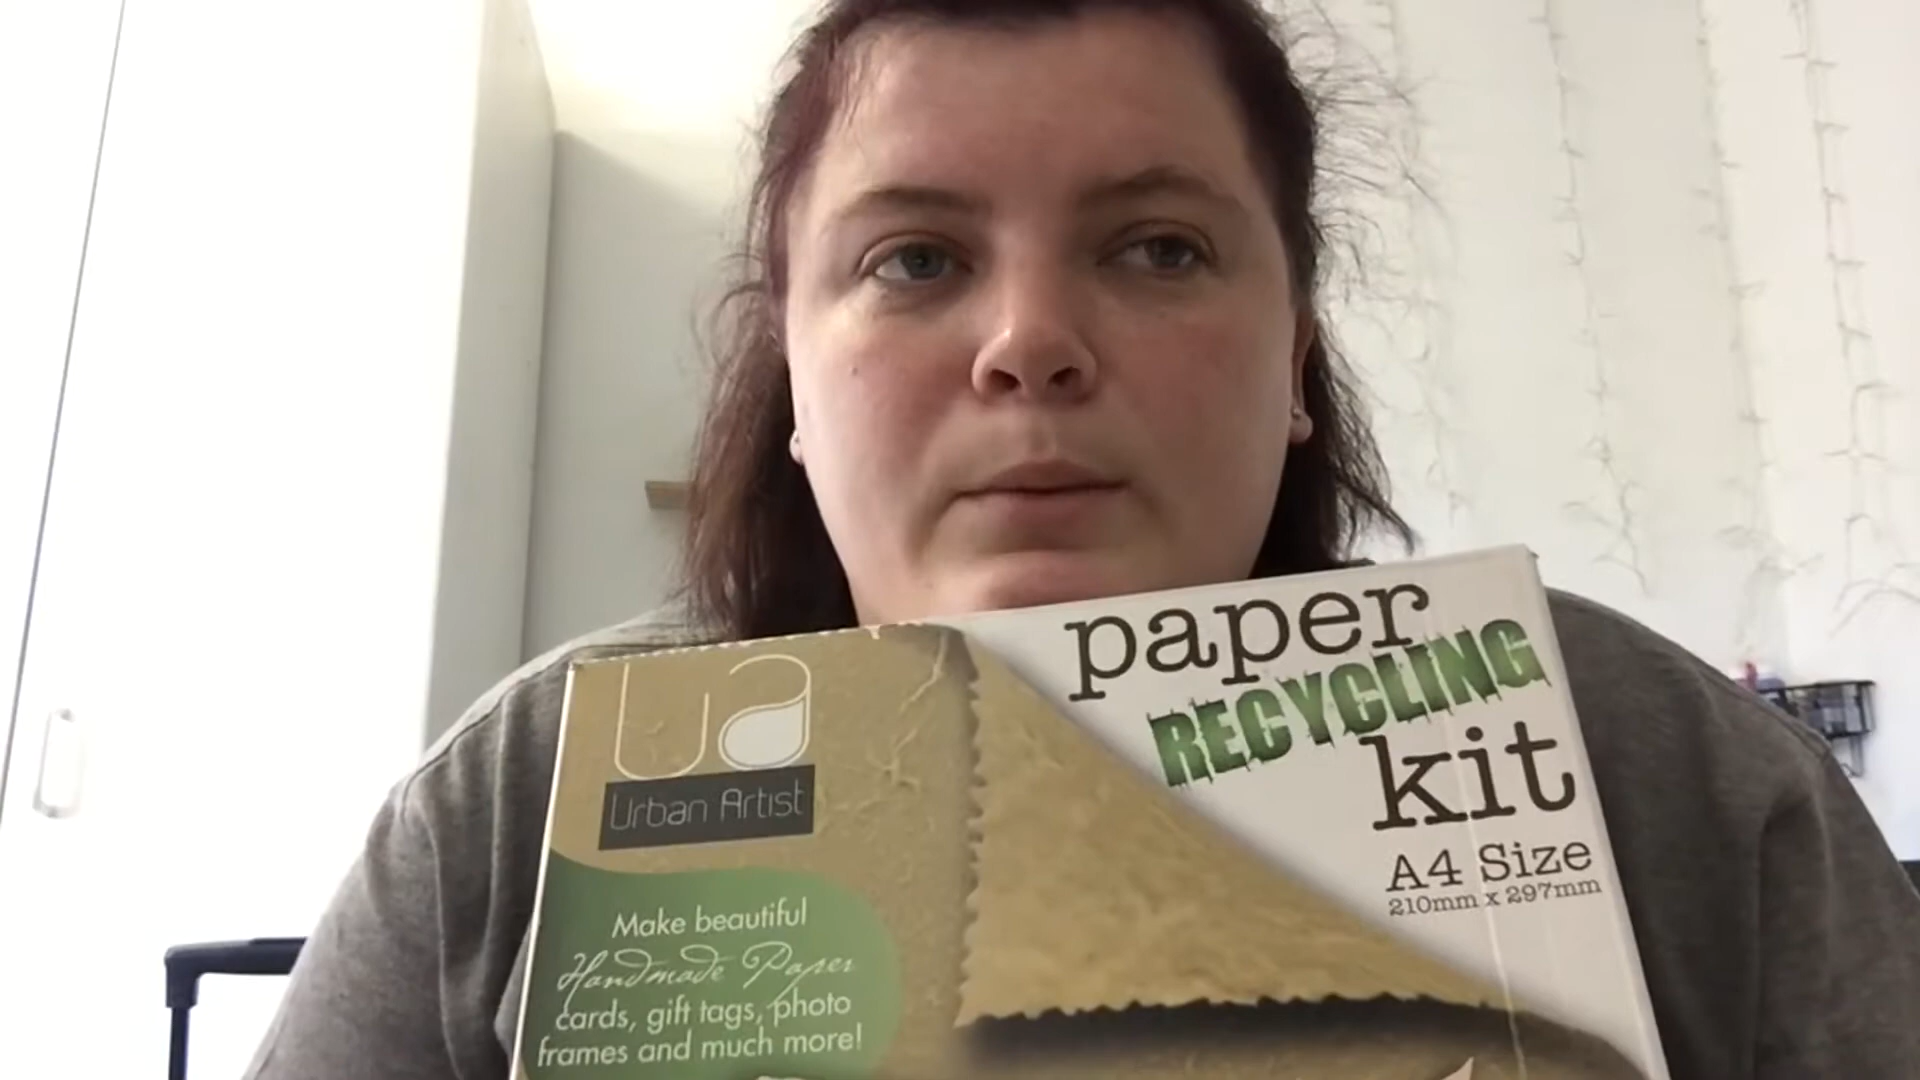 ua
Urban Artist
Make beautiful
Handmade Paper
cards, gift tags, photo
frames and much more!
paper
RECYCLING
kit
A4 Size
210mm x 297mm